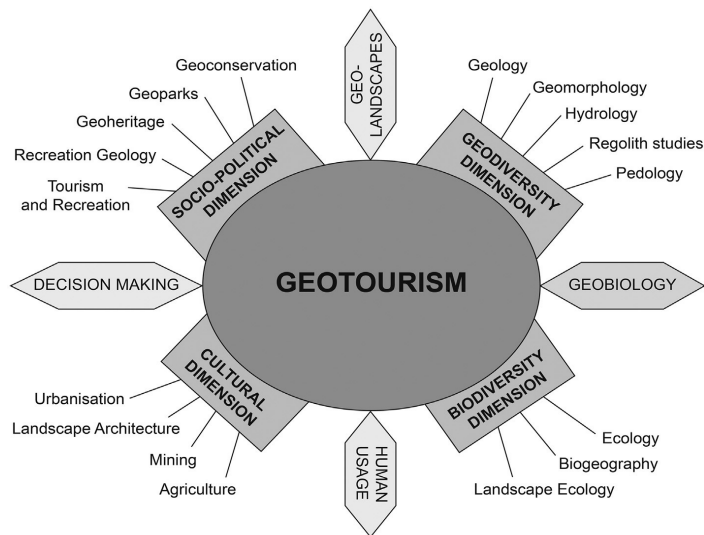 GEO-
LANDSCAPES
Geoconservation
Geoparks
Geoheritage
Recreation Geology
Tourism
and Recreation
SOCIO-POLITICAL
DIMENSION
Geology
Geomorphology
Hydrology
Regolith studies
Pedology
GEODIVERSITY
DIMENSION
DECISION MAKING
GEOTOURISM
GEOBIOLOGY
CULTURAL
DIMENSION
Urbanisation
Landscape Architecture
Mining
Agriculture
BIODIVERSITY
DIMENSION
Ecology
Biogeography
Landscape Ecology
HUMAN
USAGE